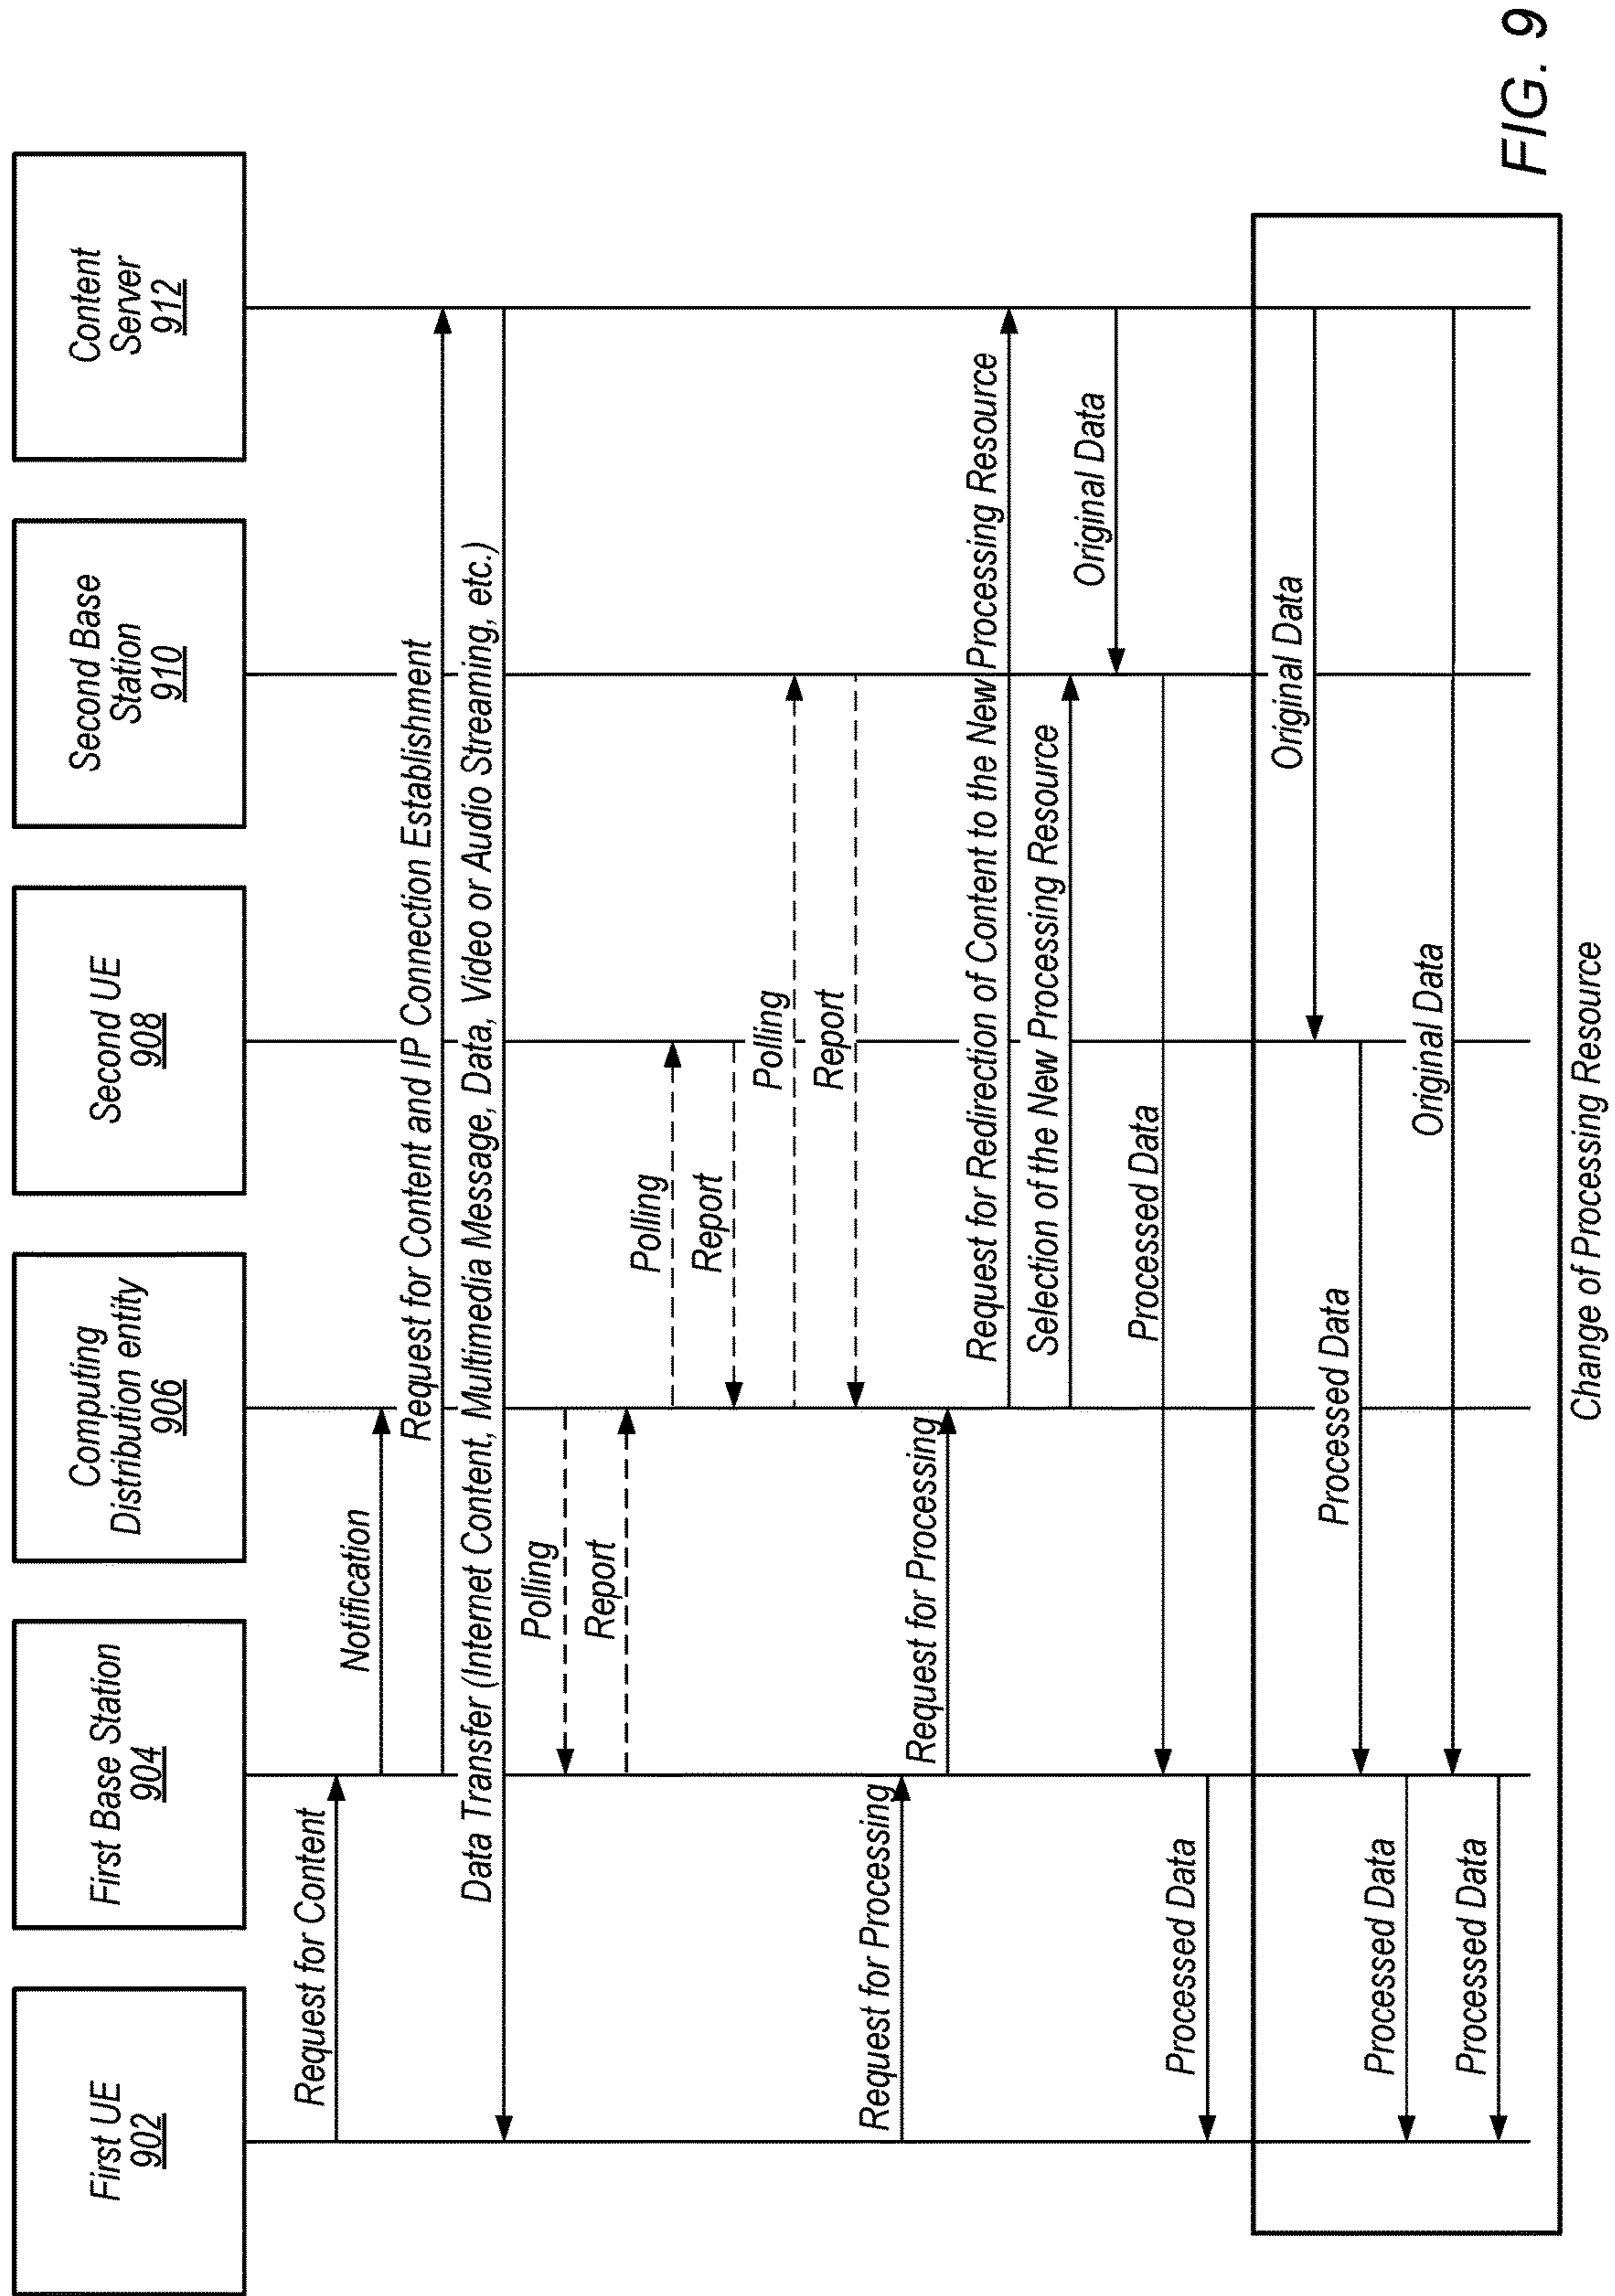 First UE
902
First Base Station
904
Computing
Distribution entity
906
Second UE
908
Second Base
Station
910
Content
Server
912
Request for Content
Notification
Request for Content and IP Connection Establishment
Data Transfer (Internet Content, Multimedia Message, Data, Video or Audio Streaming, etc.)
Polling
Report
Polling
Report
Polling
Report
Request for Processing
Request for Processing
Request for Redirection of Content to the New Processing Resource
Selection of the New Processing Resource
Original Data
Processed Data
Processed Data
Original Data
Processed Data
Processed Data
Original Data
Processed Data
Change of Processing Resource
FIG. 9